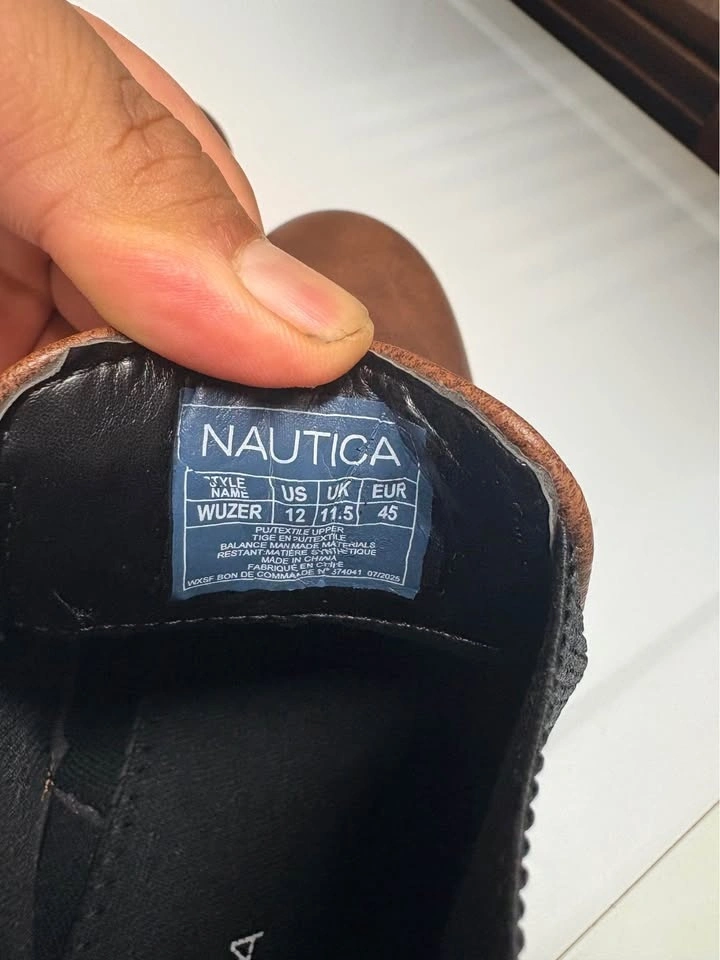 NAUTICA
STYLE NAME US UK EUR
WUZER 12 11.5 45
PU/TEXTILE UPPER
TIGE EN PU/TEXTILE
BALANCE MAN MADE MATERIALS
RESTANT:MATIÈRE SYNTHÉTIQUE
MADE IN CHINA
FABRIQUÉ EN CHINE
WXSF BON DE COMMANDE N° 374041 07/2025
A